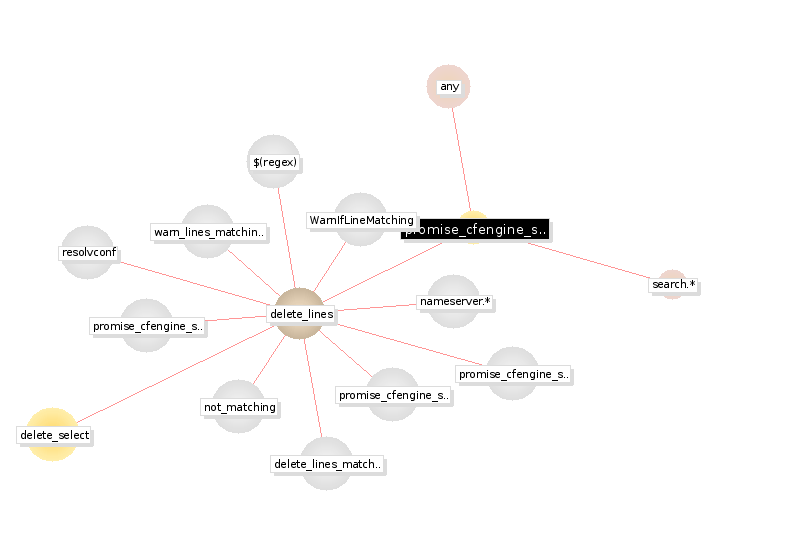 any
$(regex)
WarnIfLineMatching
warn_lines_matchin..
promise_cfengine_s..
resolvconf
search.*
nameserver.*
delete_lines
promise_cfengine_s..
promise_cfengine_s..
promise_cfengine_s..
not_matching
delete_select
delete_lines_match..